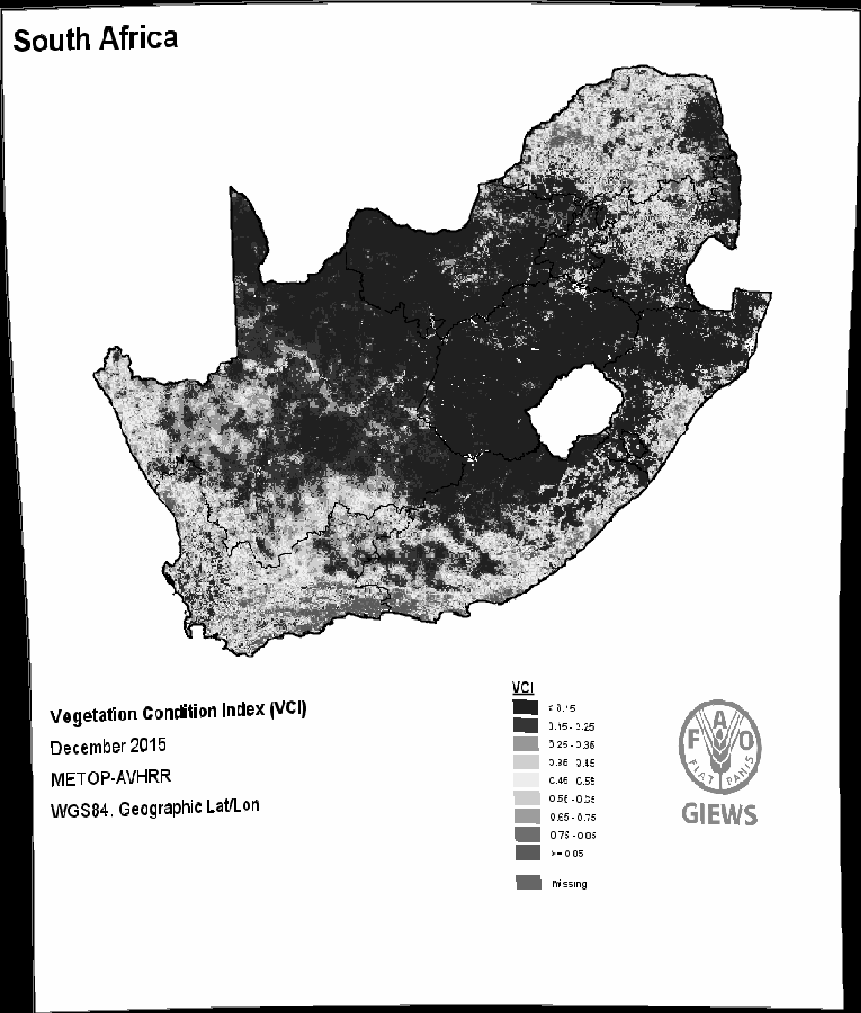 South Africa
Vegetation Condition Index (VCI)
December 2015
METOP-AVHRR
WGS84, Geographic Lat/Lon
VCI
< 0.15
0.15 - 0.25
0.25 - 0.35
0.35 - 0.45
0.45 - 0.55
0.55 - 0.65
0.65 - 0.75
0.75 - 0.85
>= 0.85
missing
F A O
FIAT PANIS
GIEWS